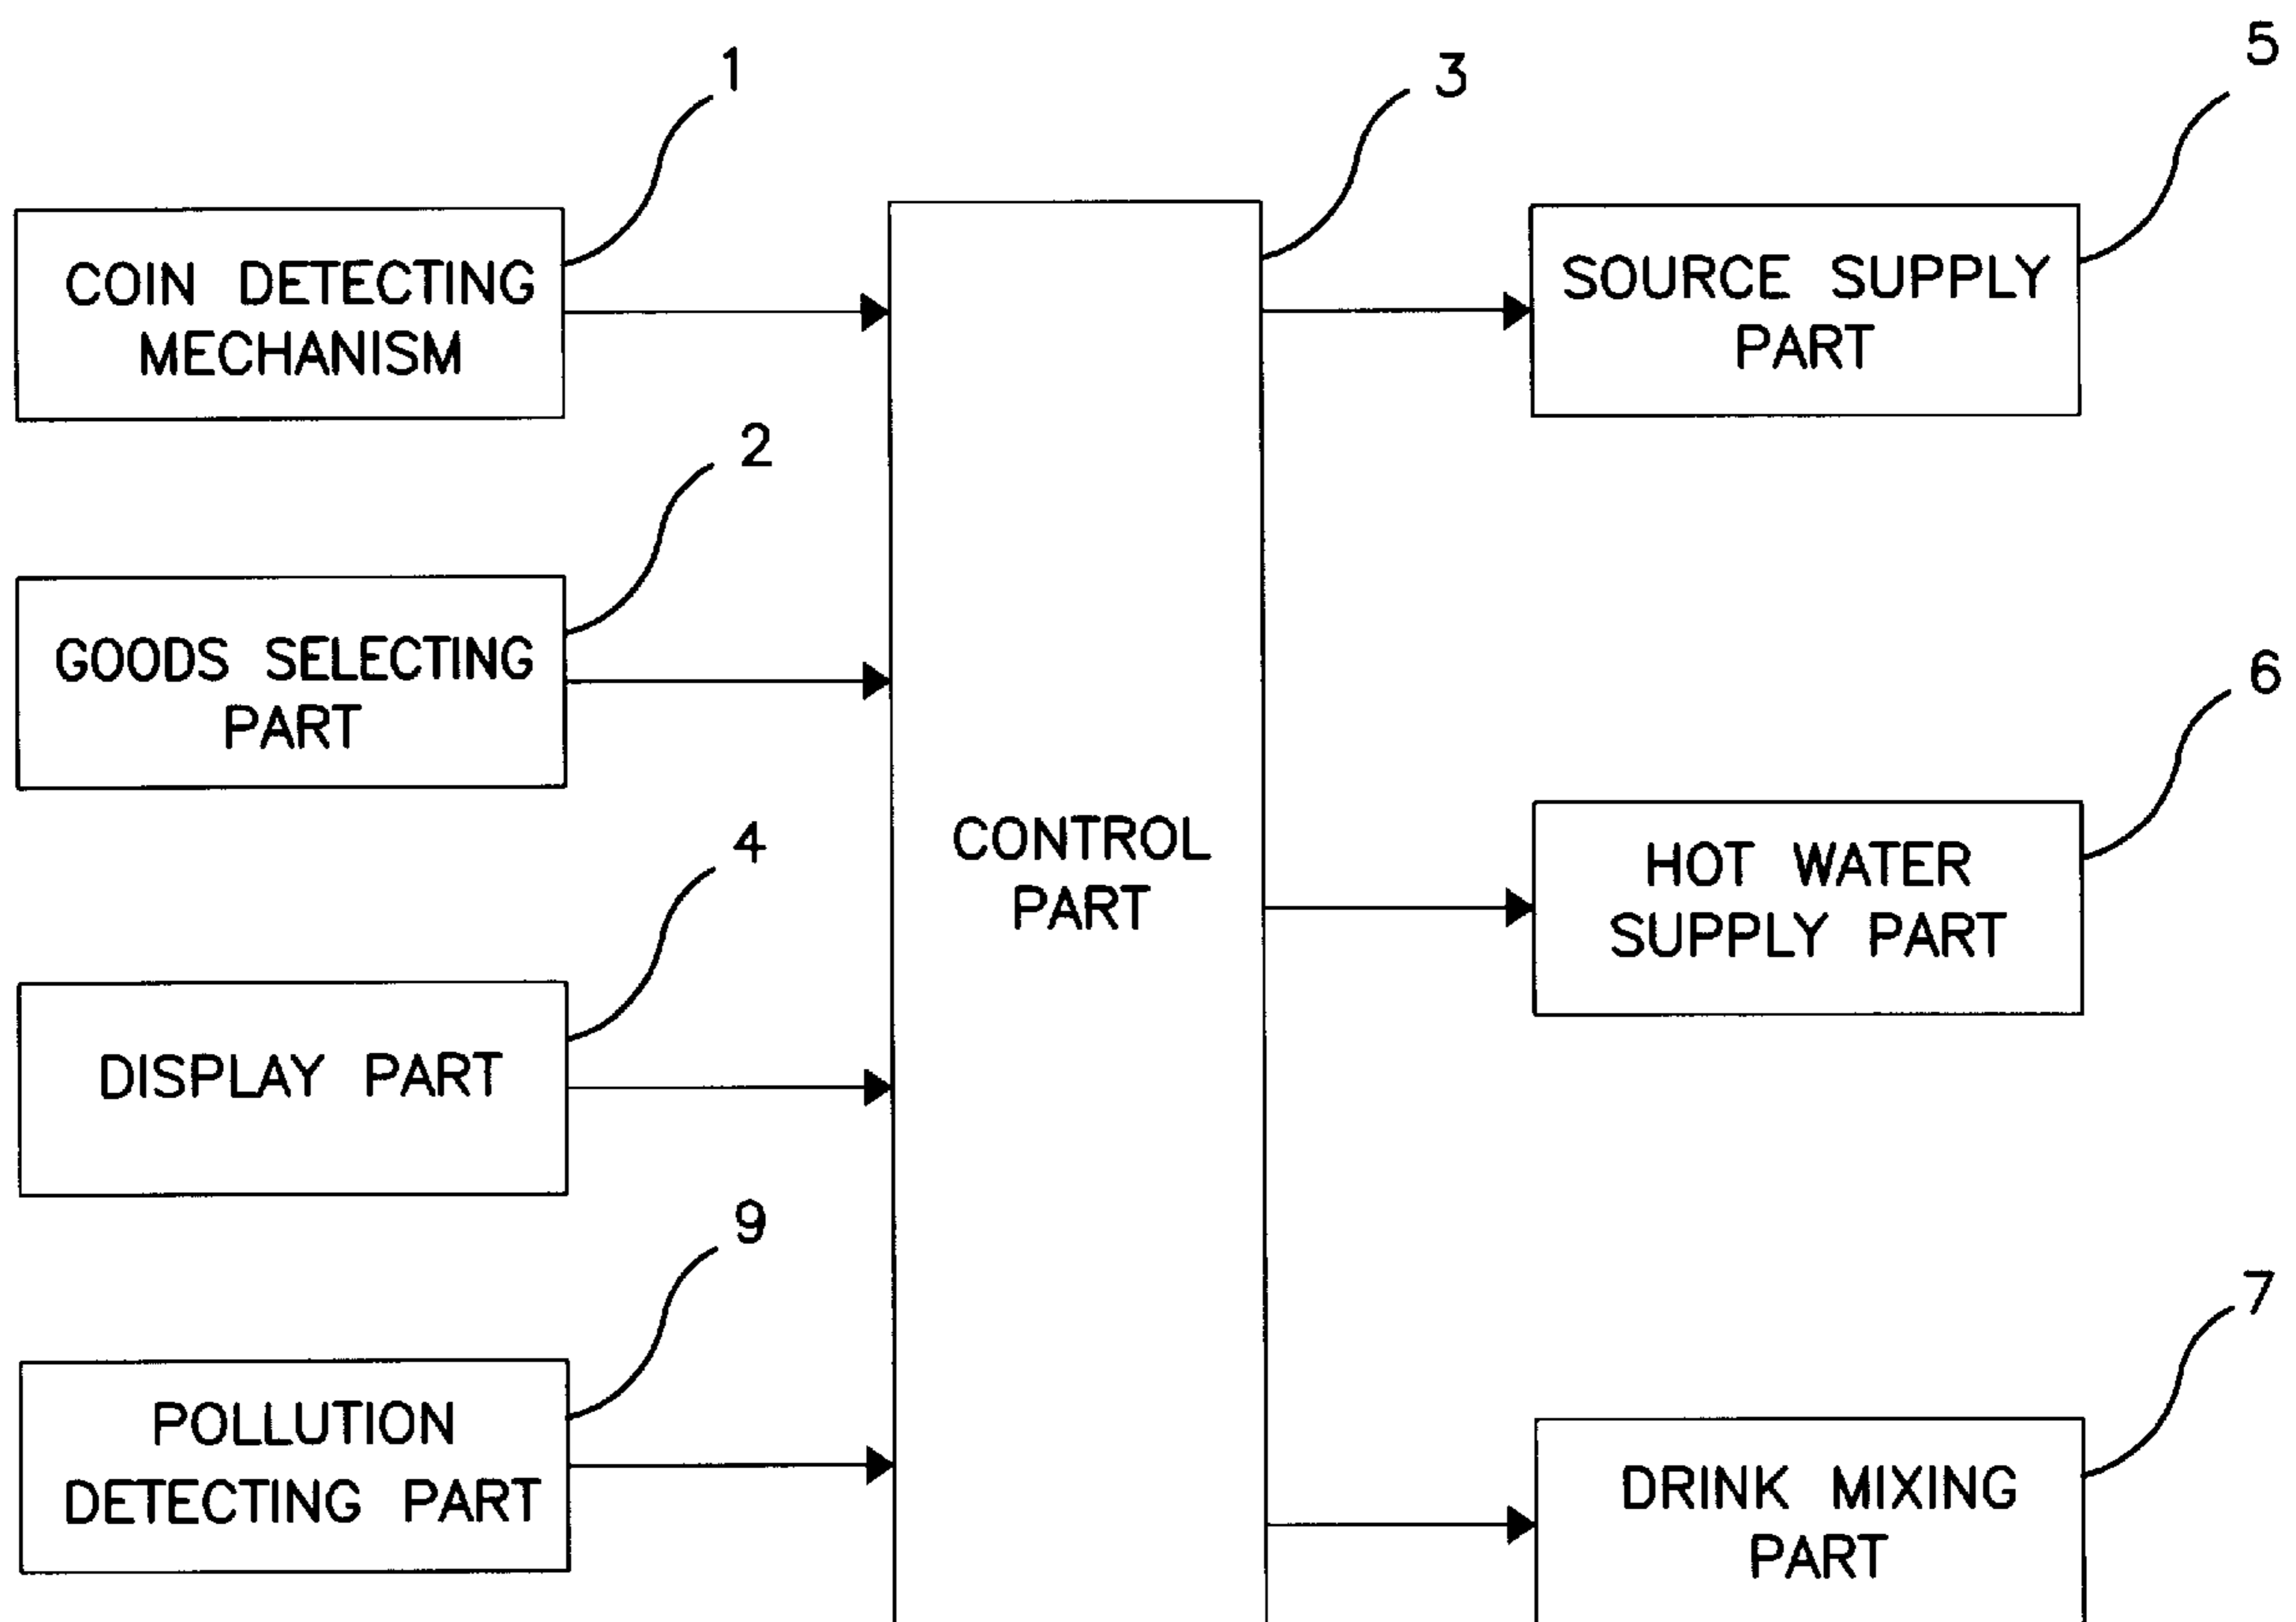 1
COIN DETECTING
MECHANISM
2
GOODS SELECTING
PART
4
DISPLAY PART
9
POLLUTION
DETECTING PART
3
CONTROL
PART
5
SOURCE SUPPLY
PART
6
HOT WATER
SUPPLY PART
7
DRINK MIXING
PART